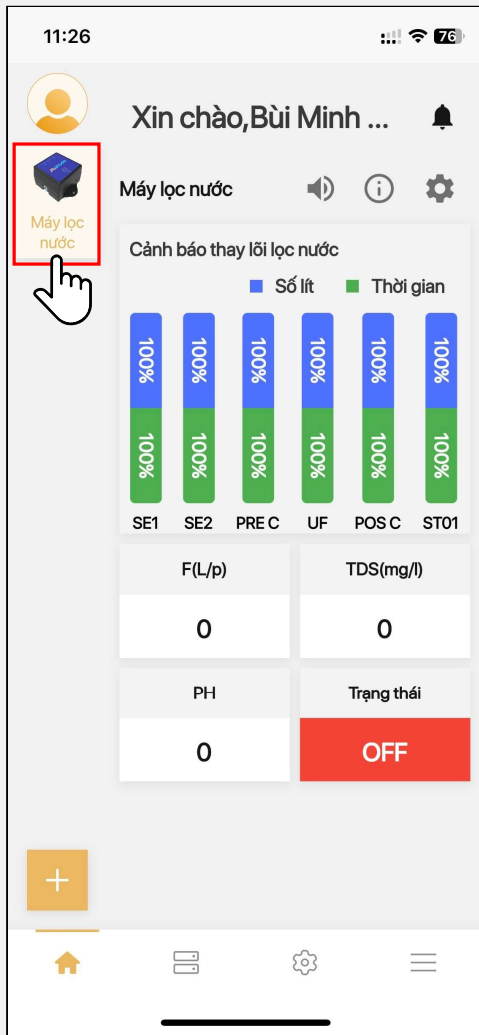 11:26
76
Xin chào,Bùi Minh ...
Máy lọc nước
Máy lọc
nước
Cảnh báo thay lõi lọc nước
Số lít
Thời gian
100% 100% 100% 100% 100% 100%
100% 100% 100% 100% 100% 100%
SE1 SE2 PRE C UF POS C ST01
F(L/p) TDS(mg/l)
0 0
PH Trạng thái
0 OFF